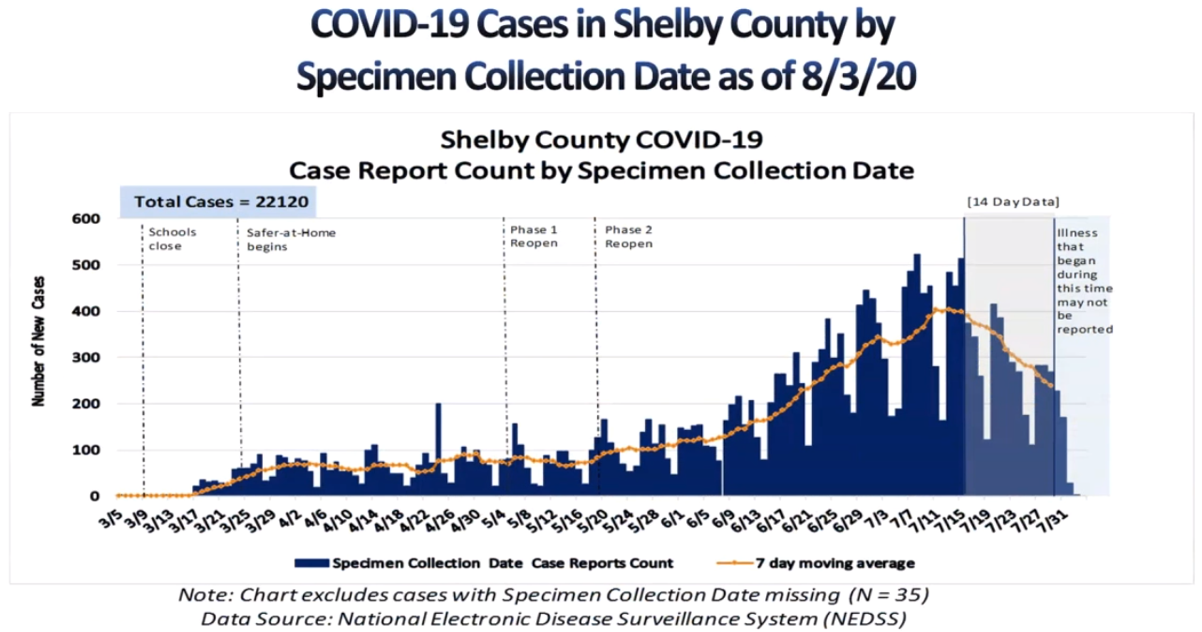 COVID-19 Cases in Shelby County by
Specimen Collection Date as of 8/3/20
Shelby County COVID-19
Case Report Count by Specimen Collection Date
Total Cases = 22120
[14 Day Data]
Schools
close
Safer-at-Home
begins
Phase 1
Reopen
Phase 2
Reopen
Illness
that
began
during
this time
may not
be
reported
Number of New Cases
600
500
400
300
200
100
0
3/5 3/9 3/13 3/17 3/21 3/25 3/29 4/2 4/6 4/10 4/14 4/18 4/22 4/26 4/30 5/4 5/8 5/12 5/16 5/20 5/24 5/28 6/1 6/5 6/9 6/13 6/17 6/21 6/25 6/29 7/3 7/7 7/11 7/15 7/19 7/23 7/27 7/31
Specimen Collection Date Case Reports Count
7 day moving average
Note: Chart excludes cases with Specimen Collection Date missing (N = 35)
Data Source: National Electronic Disease Surveillance System (NEDSS)